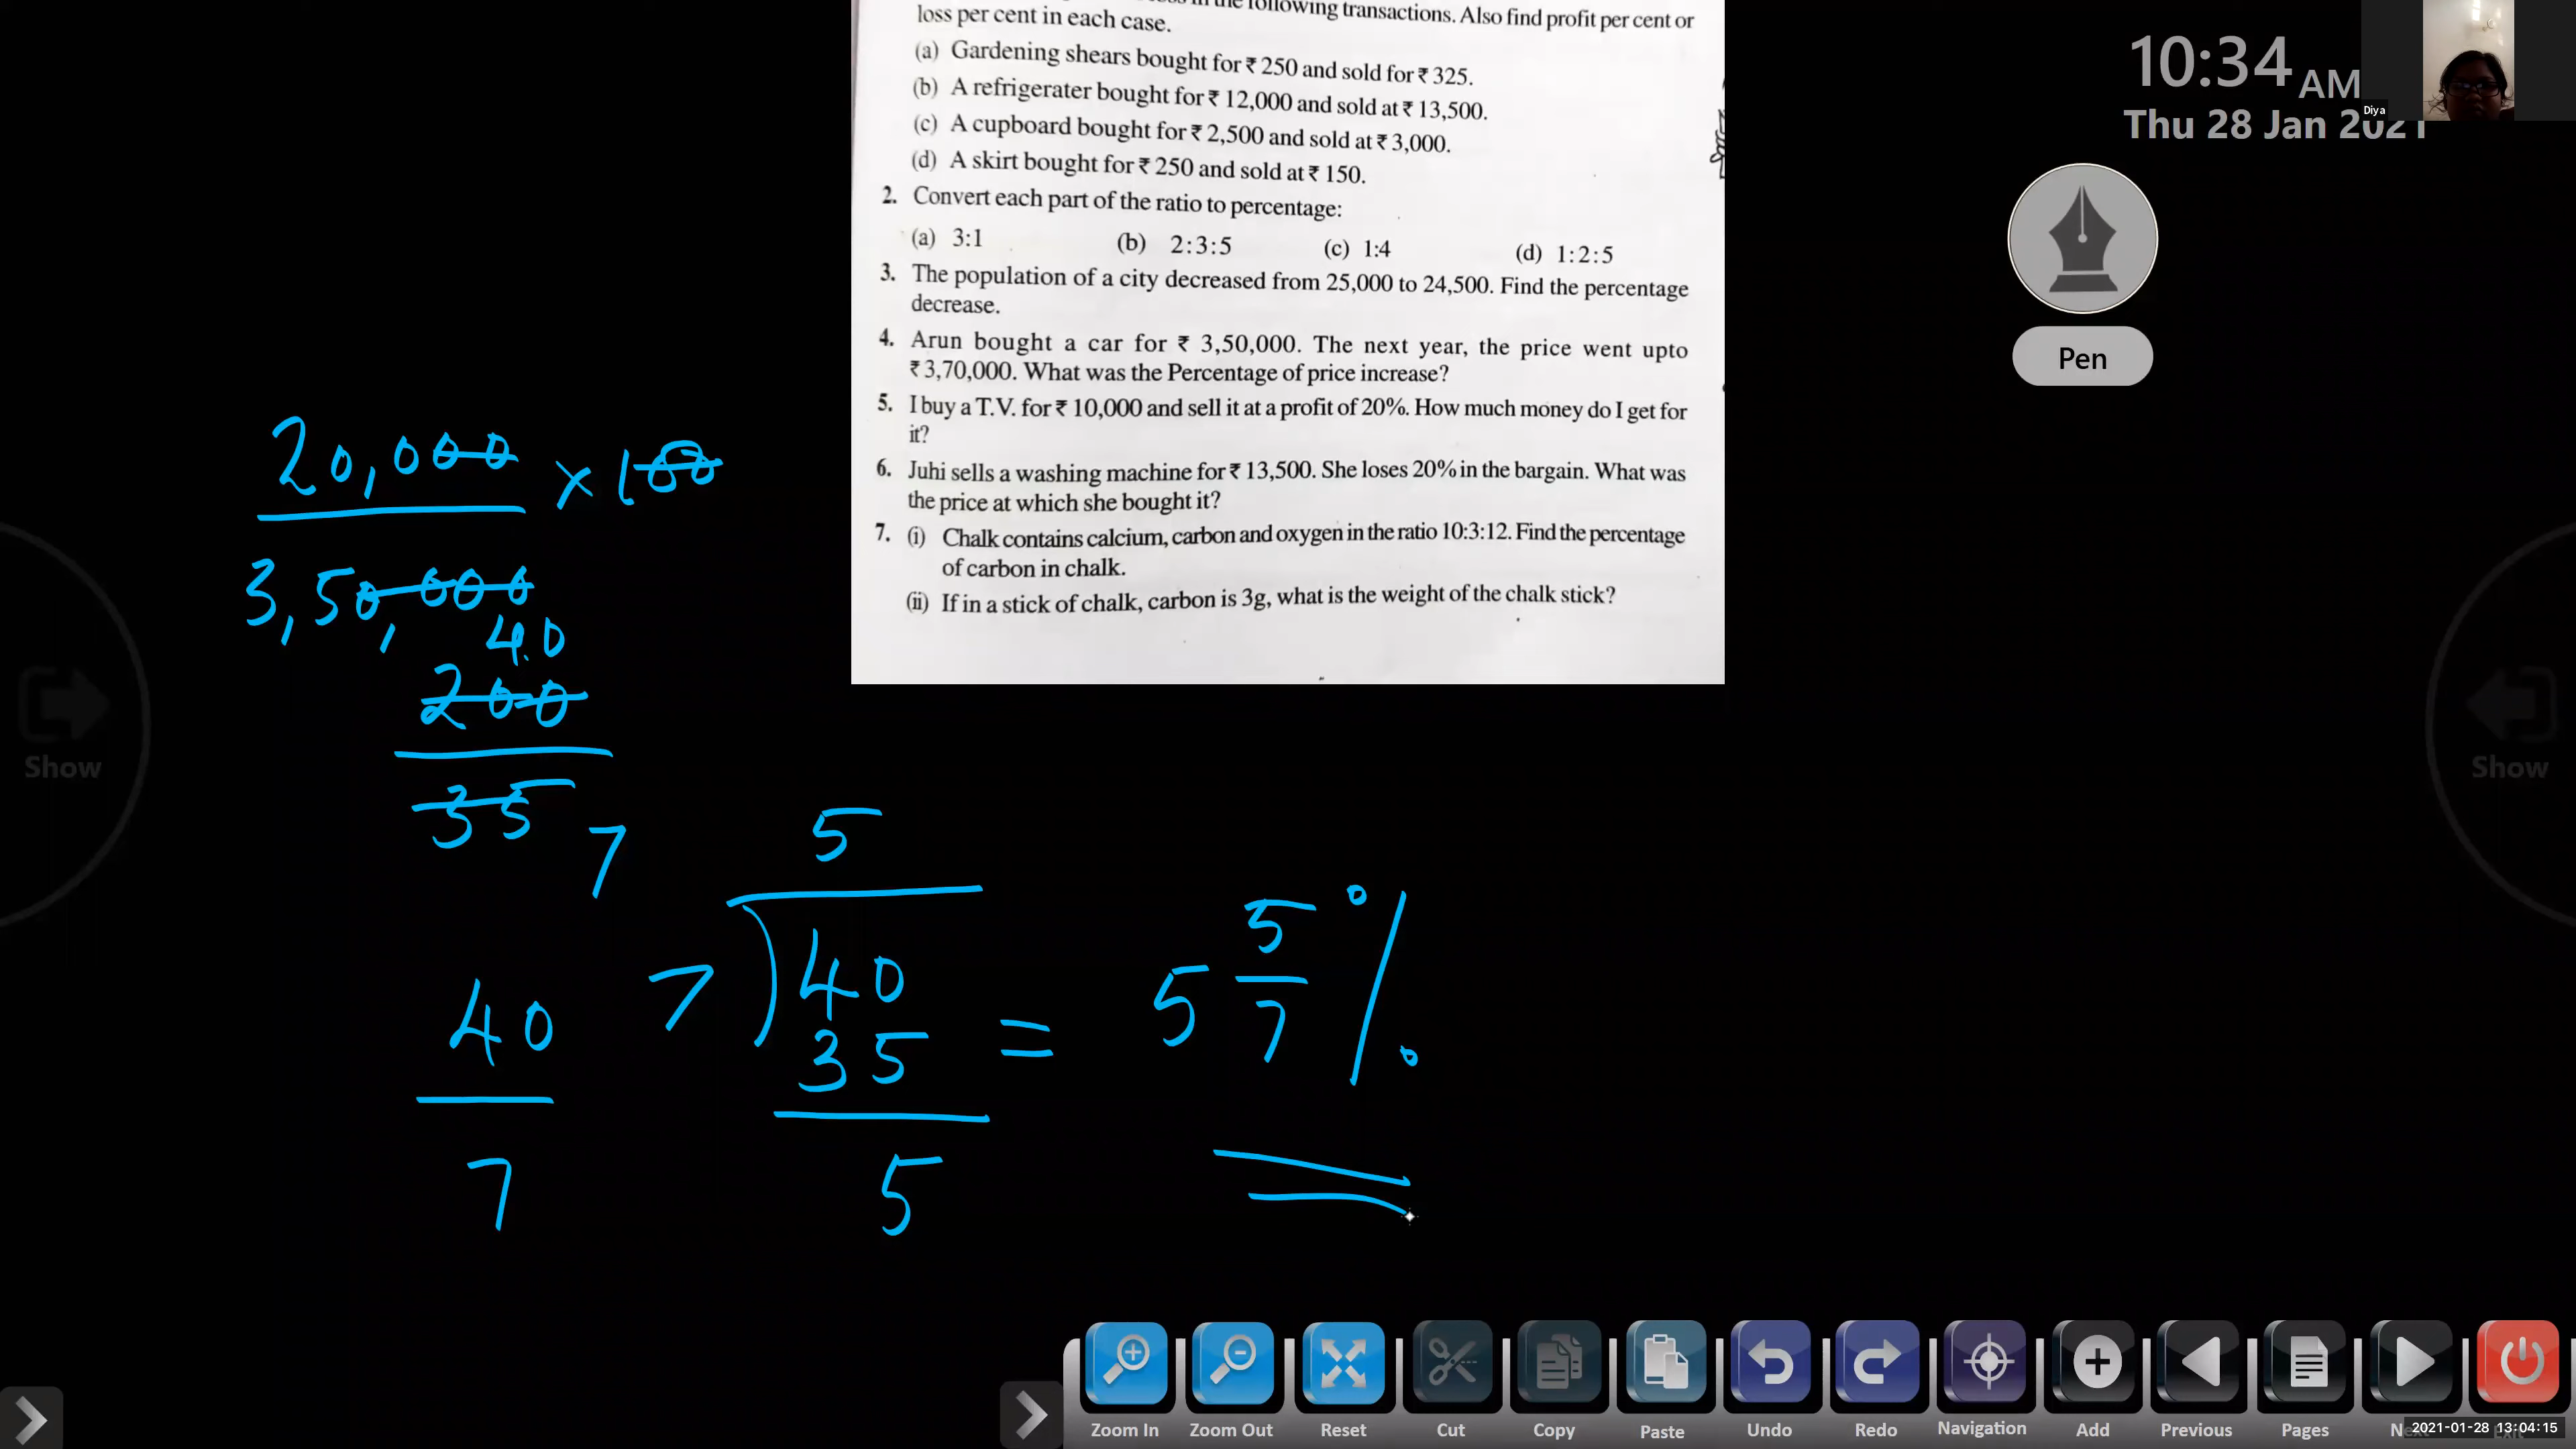 the following transactions. Also find profit per cent or
loss per cent in each case.
(a) Gardening shears bought for ₹ 250 and sold for ₹ 325.
(b) A refrigerater bought for ₹ 12,000 and sold at ₹ 13,500.
(c) A cupboard bought for ₹ 2,500 and sold at ₹ 3,000.
(d) A skirt bought for ₹ 250 and sold at ₹ 150.
2. Convert each part of the ratio to percentage:
(a) 3:1 (b) 2:3:5 (c) 1:4 (d) 1:2:5
3. The population of a city decreased from 25,000 to 24,500. Find the percentage
decrease.
4. Arun bought a car for ₹ 3,50,000. The next year, the price went upto
₹ 3,70,000. What was the Percentage of price increase?
5. I buy a T.V. for ₹ 10,000 and sell it at a profit of 20%. How much money do I get for
it?
6. Juhi sells a washing machine for ₹ 13,500. She loses 20% in the bargain. What was
the price at which she bought it?
7. (i) Chalk contains calcium, carbon and oxygen in the ratio 10:3:12. Find the percentage
of carbon in chalk.
(ii) If in a stick of chalk, carbon is 3g, what is the weight of the chalk stick?
10:34 AM
Thu 28 Jan 2021
Diya
Pen
Show
Show
20,000 × 100
3,50,000
40
200
35
7
40
7
5
7 ) 40
35
5
= 5 5/7 %
Zoom In Zoom Out Reset Cut Copy Paste Undo Redo Navigation Add Previous Pages
2021-01-28 13:04:15